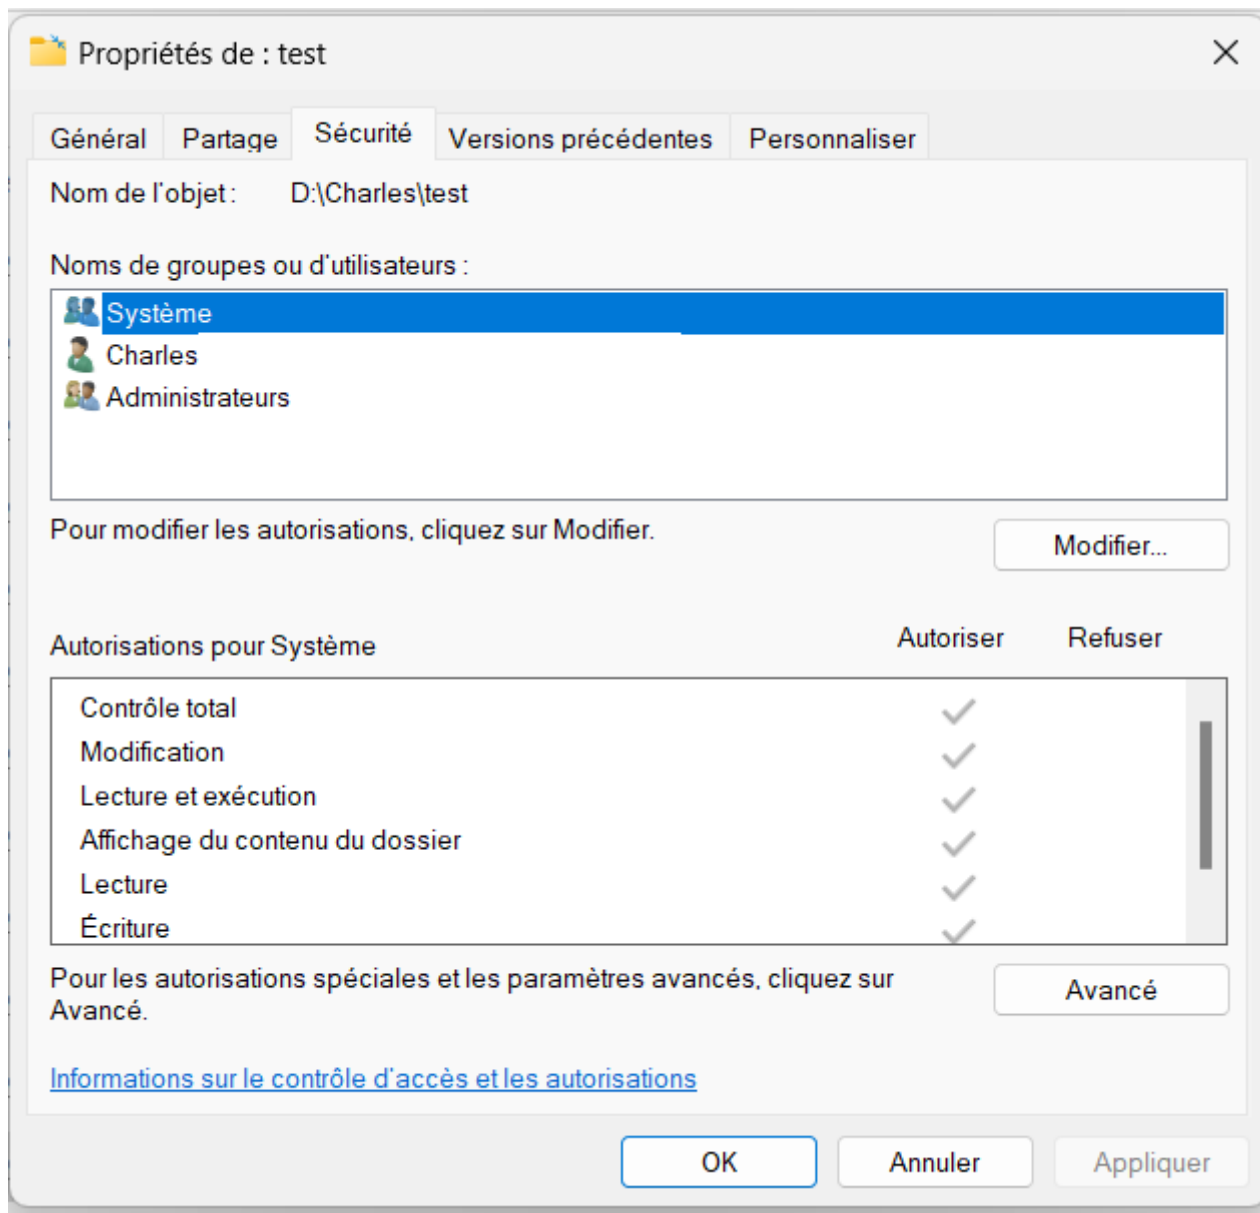 Propriétés de : test
Général Partage Sécurité Versions précédentes Personnaliser
Nom de l'objet : D:\Charles\test
Noms de groupes ou d'utilisateurs :
Système
Charles
Administrateurs
Pour modifier les autorisations, cliquez sur Modifier.
Modifier...
Autorisations pour Système Autoriser Refuser
Contrôle total
Modification
Lecture et exécution
Affichage du contenu du dossier
Lecture
Écriture
Pour les autorisations spéciales et les paramètres avancés, cliquez sur
Avancé.
Avancé
Informations sur le contrôle d'accès et les autorisations
OK Annuler Appliquer